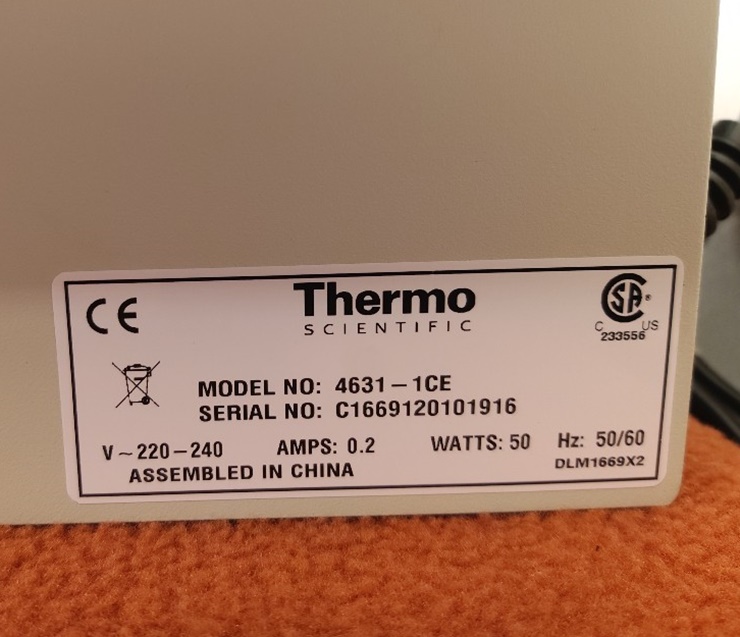 CE
Thermo
SCIENTIFIC
SA ®
C US
233556
MODEL NO: 4631-1CE
SERIAL NO: C1669120101916
V~220-240 AMPS: 0.2 WATTS: 50 Hz: 50/60
ASSEMBLED IN CHINA DLM1669X2